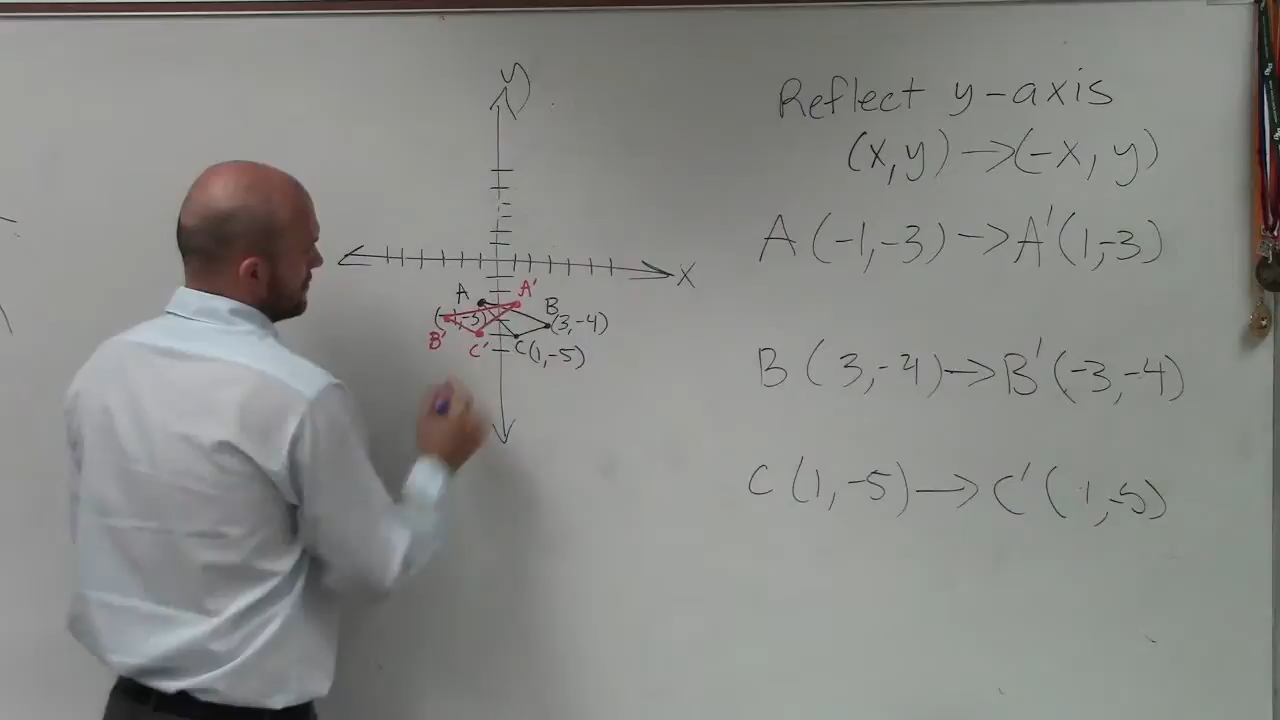 Reflect y-axis
(x,y)→(-x, y)
A(-1,-3)→A'(1,-3)
B(3,-4)→B'(-3,-4)
C(1,-5)→C'(1,-5)
y
x
A
A'
B
(3,-4)
B'
C'
C(1,-5)